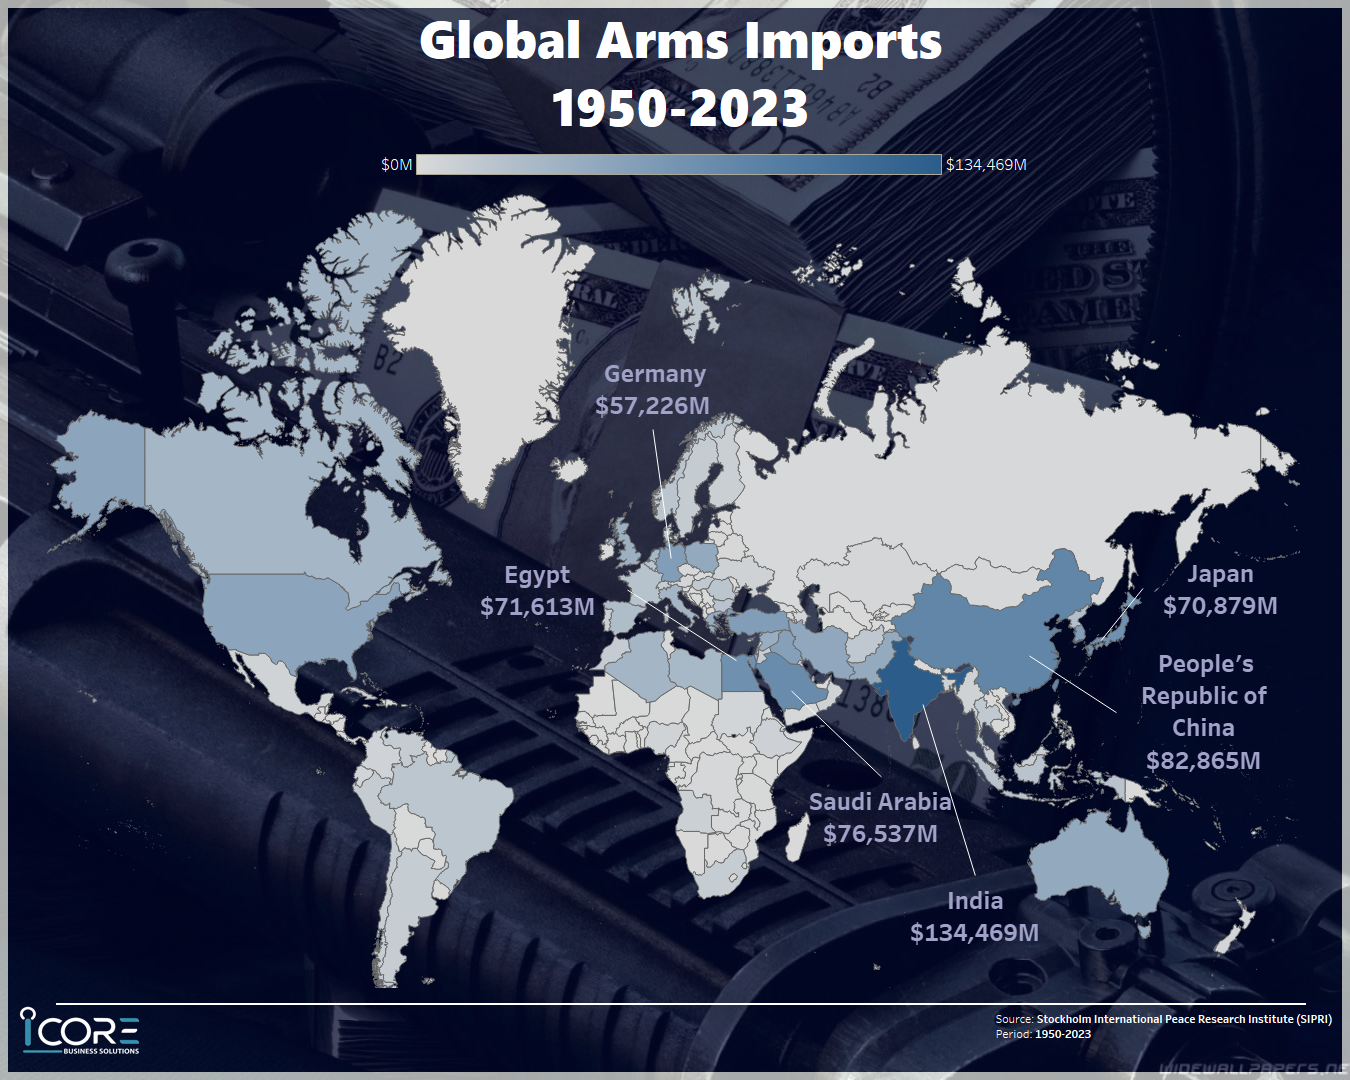 Global Arms Imports
1950-2023
$0M
$134,469M
Germany
$57,226M
Egypt
$71,613M
Japan
$70,879M
People's
Republic of
China
$82,865M
Saudi Arabia
$76,537M
India
$134,469M
iCORE
BUSINESS SOLUTIONS
Source: Stockholm International Peace Research Institute (SIPRI)
Period: 1950-2023
B2